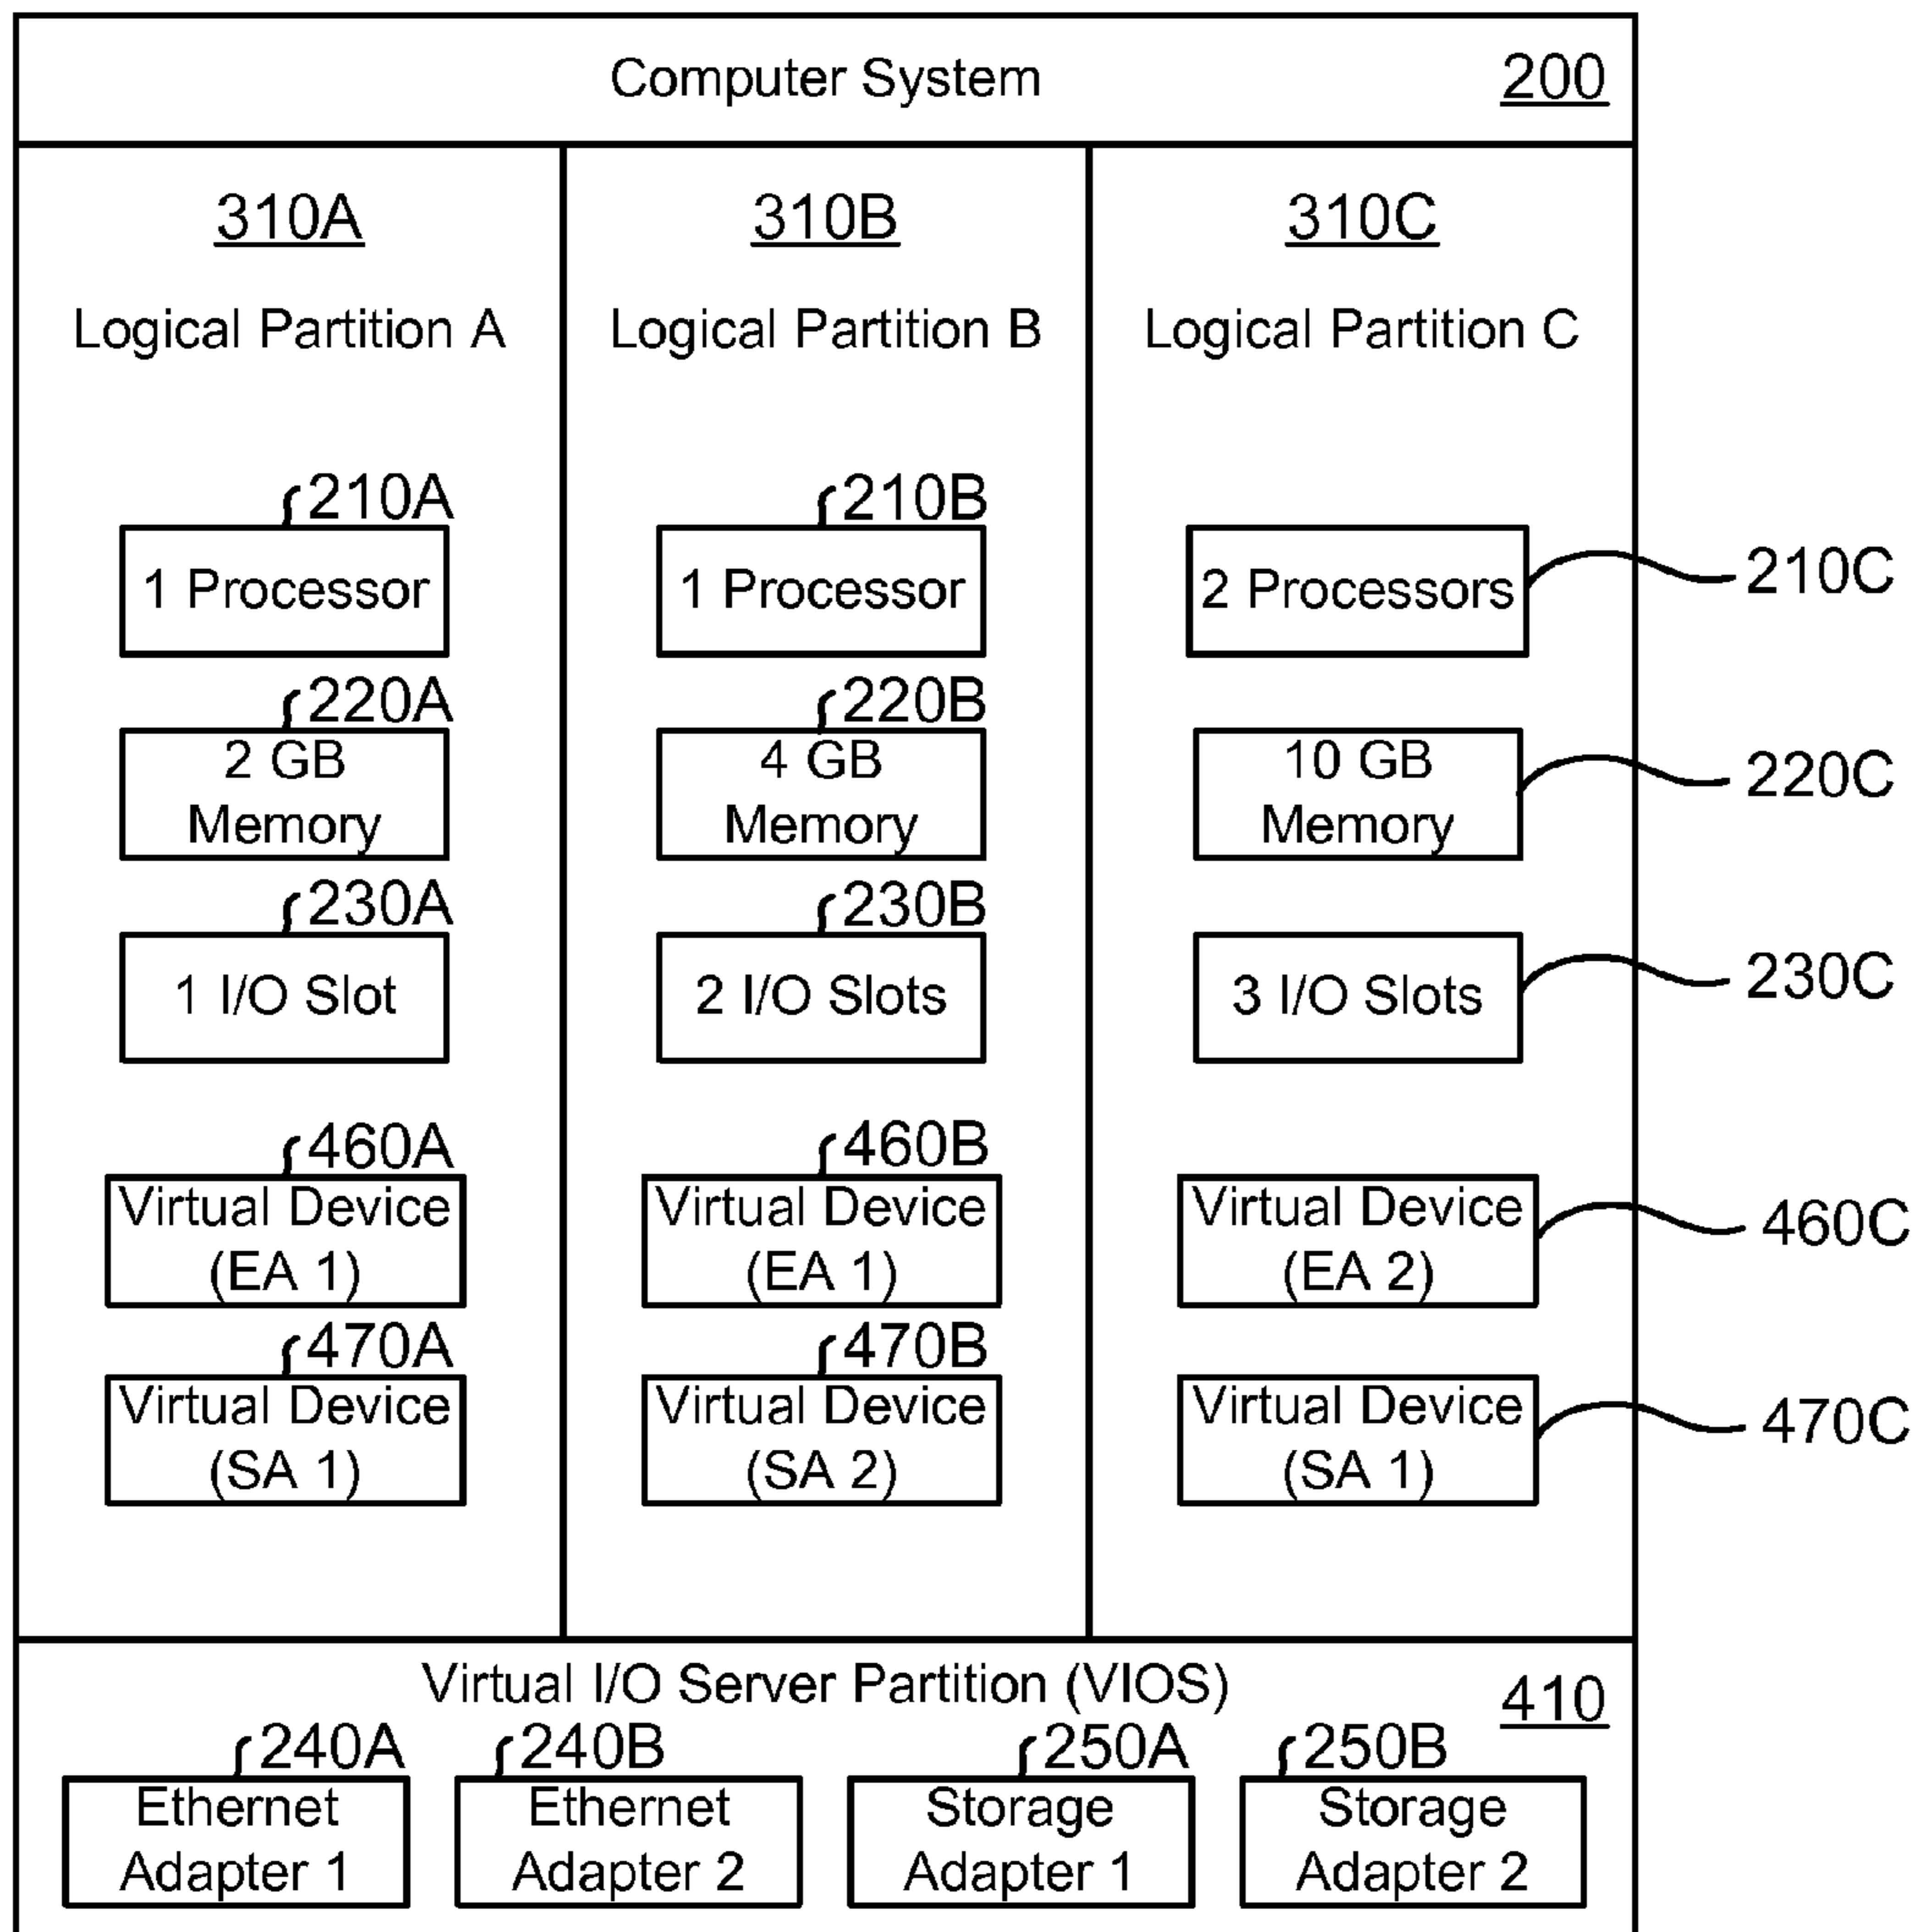 Computer System
200
310A
310B
310C
Logical Partition A
Logical Partition B
Logical Partition C
210A
210B
1 Processor
1 Processor
2 Processors
210C
220A
220B
2 GB
Memory
4 GB
Memory
10 GB
Memory
220C
230A
230B
1 I/O Slot
2 I/O Slots
3 I/O Slots
230C
460A
460B
Virtual Device
(EA 1)
Virtual Device
(EA 1)
Virtual Device
(EA 2)
460C
470A
470B
Virtual Device
(SA 1)
Virtual Device
(SA 2)
Virtual Device
(SA 1)
470C
Virtual I/O Server Partition (VIOS)
410
240A
240B
250A
250B
Ethernet
Adapter 1
Ethernet
Adapter 2
Storage
Adapter 1
Storage
Adapter 2